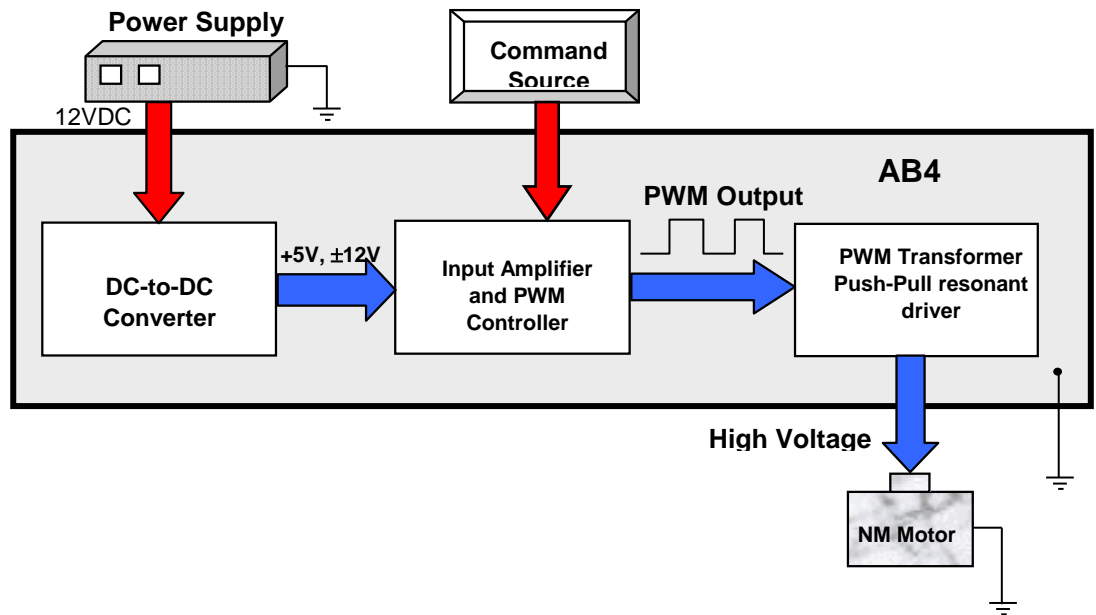 Power Supply
Command
Source
12VDC
AB4
PWM Output
+5V, ±12V
DC-to-DC
Converter
Input Amplifier
and PWM
Controller
PWM Transformer
Push-Pull resonant
driver
High Voltage
NM Motor